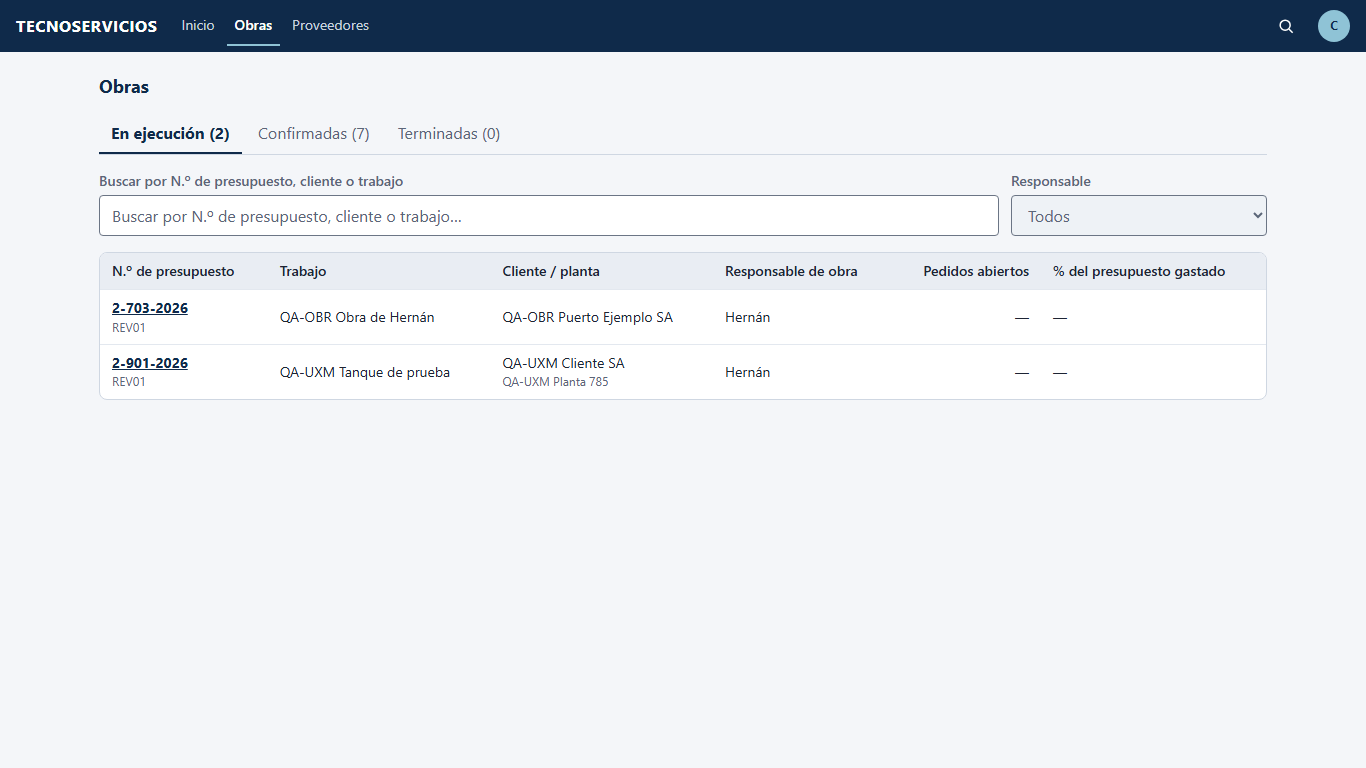 TECNOSERVICIOS Inicio Obras Proveedores C
Obras
En ejecución (2) Confirmadas (7) Terminadas (0)
Buscar por N.º de presupuesto, cliente o trabajo Responsable
Buscar por N.º de presupuesto, cliente o trabajo... Todos
N.º de presupuesto Trabajo Cliente / planta Responsable de obra Pedidos abiertos % del presupuesto gastado
2-703-2026
REV01
QA-OBR Obra de Hernán QA-OBR Puerto Ejemplo SA Hernán — —
2-901-2026
REV01
QA-UXM Tanque de prueba
QA-UXM Cliente SA
QA-UXM Planta 785
Hernán — —